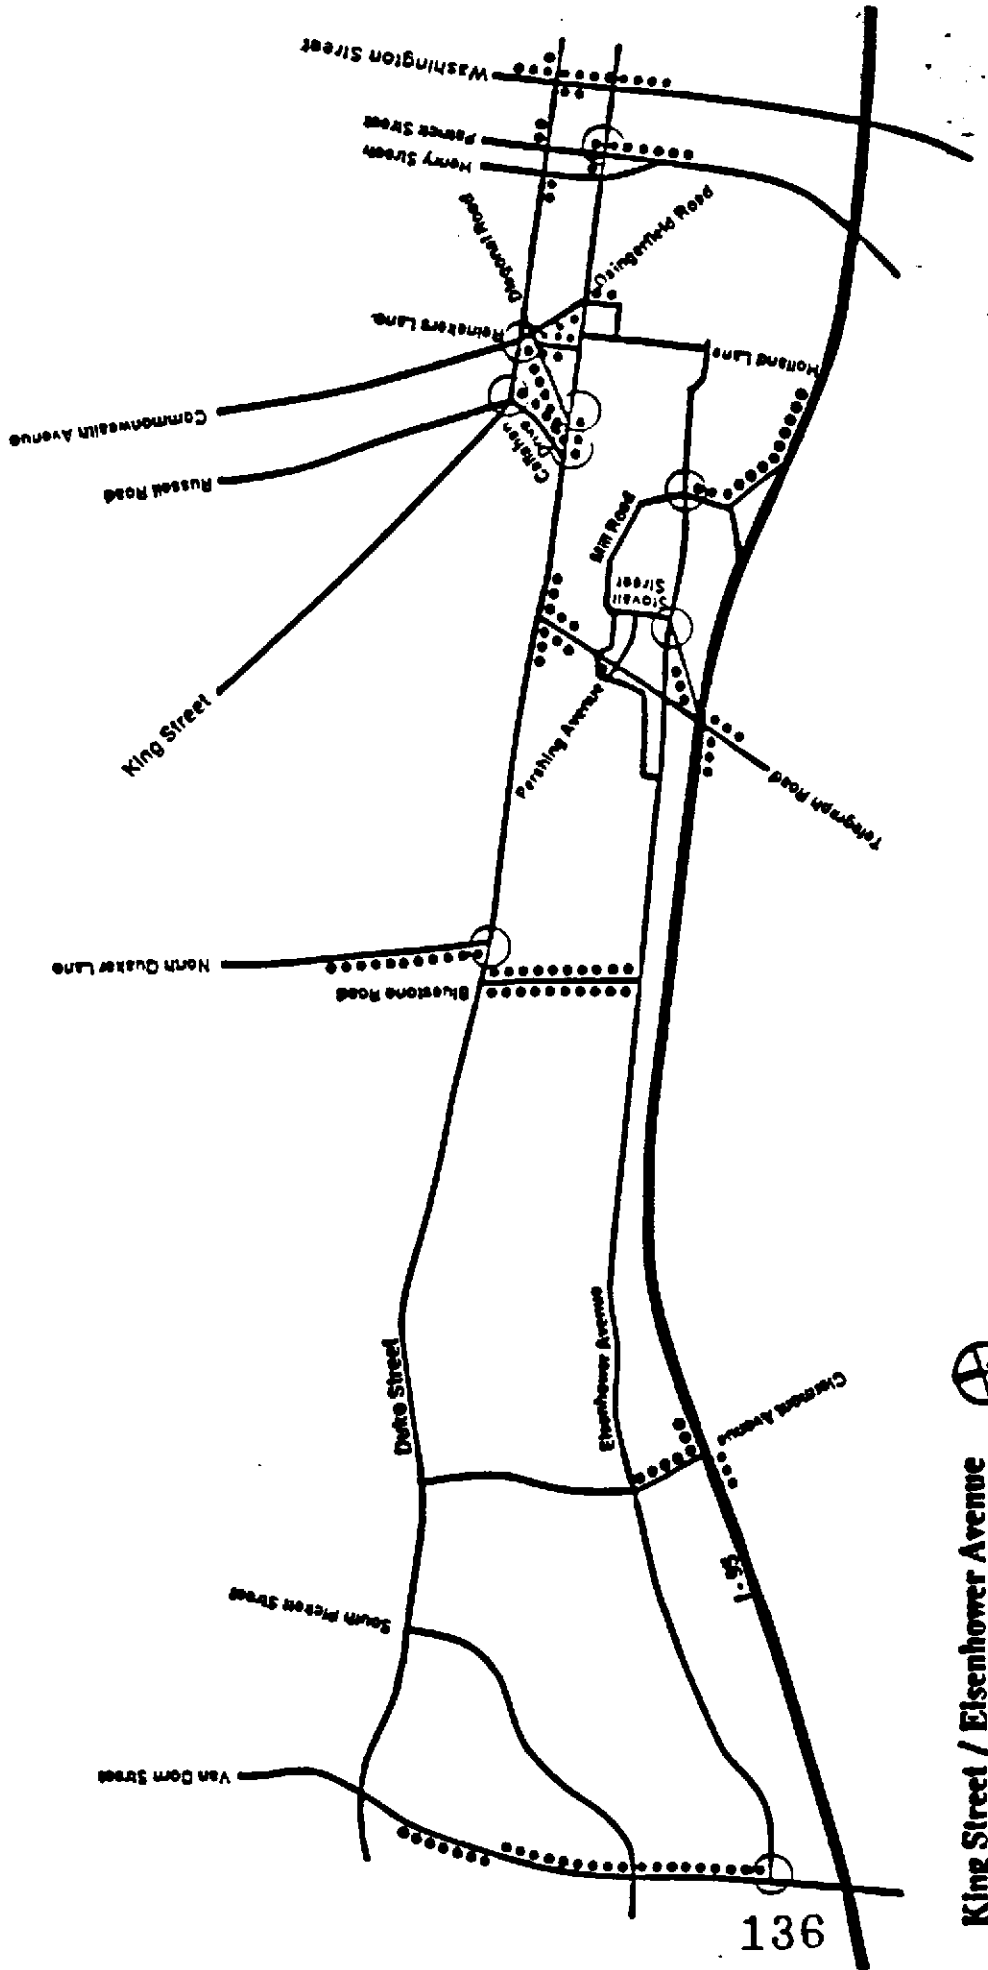 Washington Street
Patrick Street
Henry Street
Diagonal Road
Reinekers Lane
Commonwealth Avenue
Russell Road
King Street
Callahan
Drive
Holland Lane
Mill Road
Stovall
Street
Pershing Avenue
Telegraph Road
North Quaker Lane
Bluestone Road
Duke Street
Eisenhower Avenue
Clermont Avenue
I-95
South Pickett Street
Van Dorn Street
King Street / Eisenhower Avenue
136